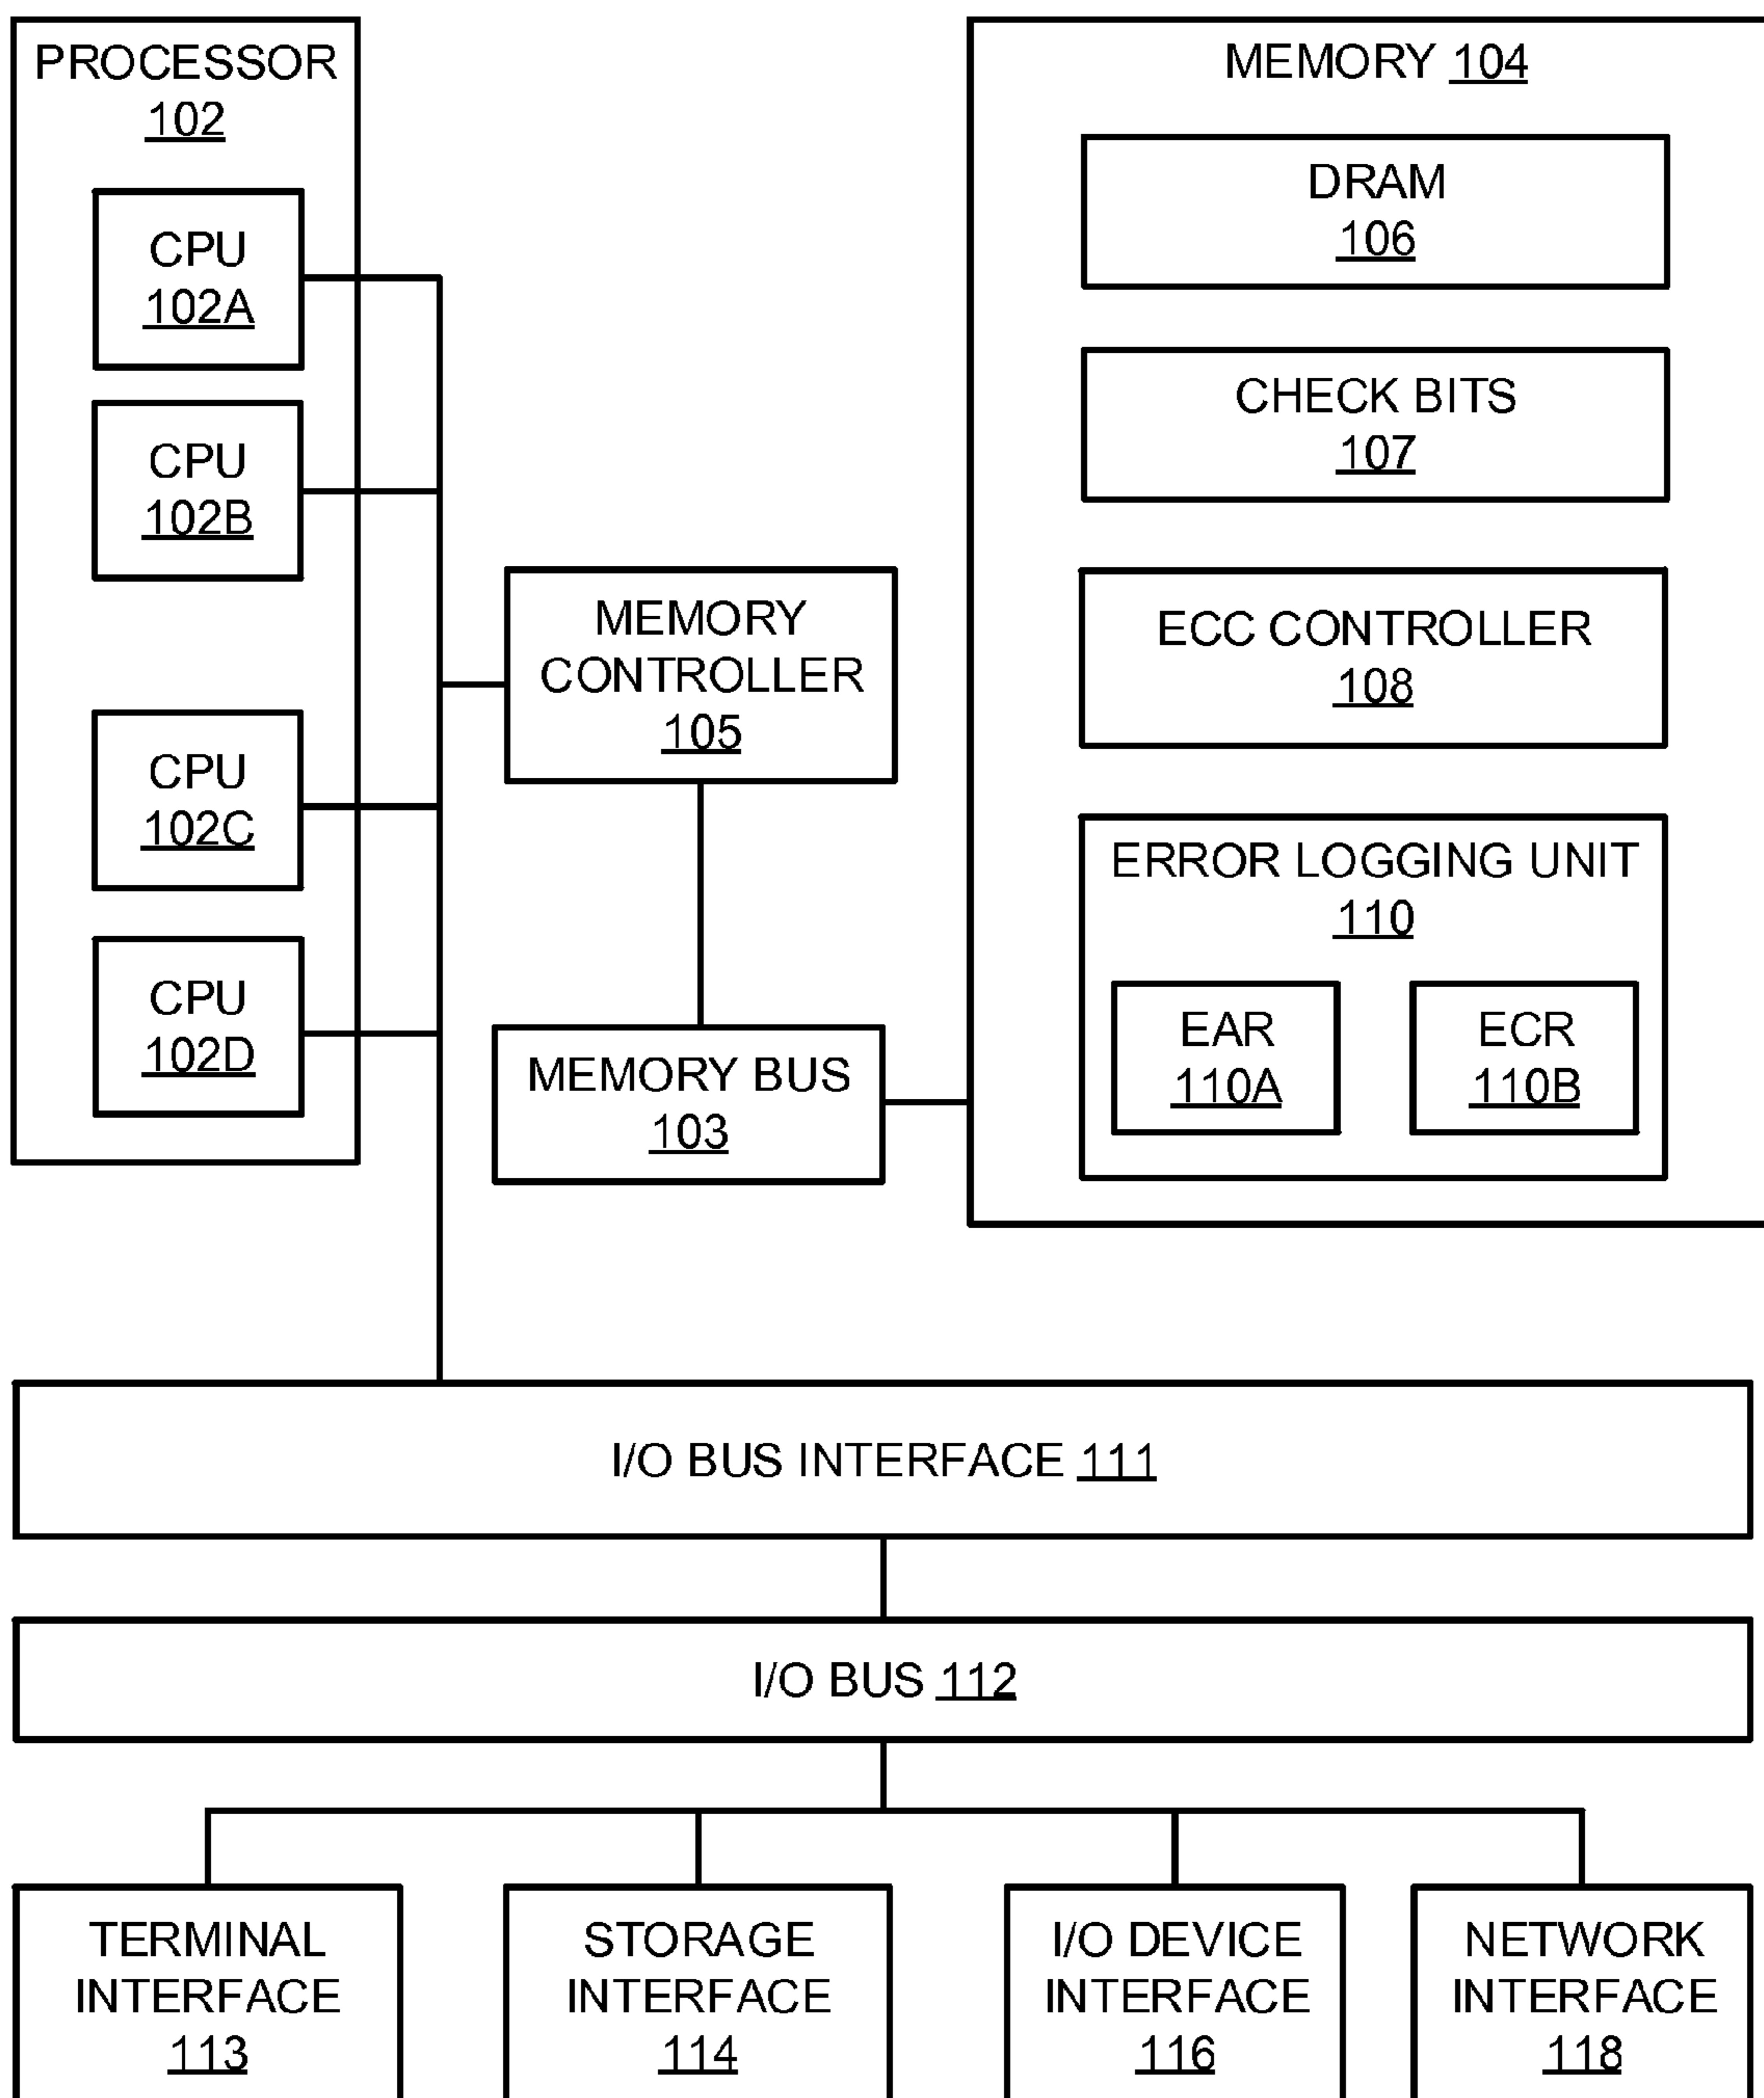 PROCESSOR
102
CPU
102A
CPU
102B
CPU
102C
CPU
102D
MEMORY
CONTROLLER
105
MEMORY BUS
103
MEMORY 104
DRAM
106
CHECK BITS
107
ECC CONTROLLER
108
ERROR LOGGING UNIT
110
EAR
110A
ECR
110B
I/O BUS INTERFACE 111
I/O BUS 112
TERMINAL
INTERFACE
113
STORAGE
INTERFACE
114
I/O DEVICE
INTERFACE
116
NETWORK
INTERFACE
118